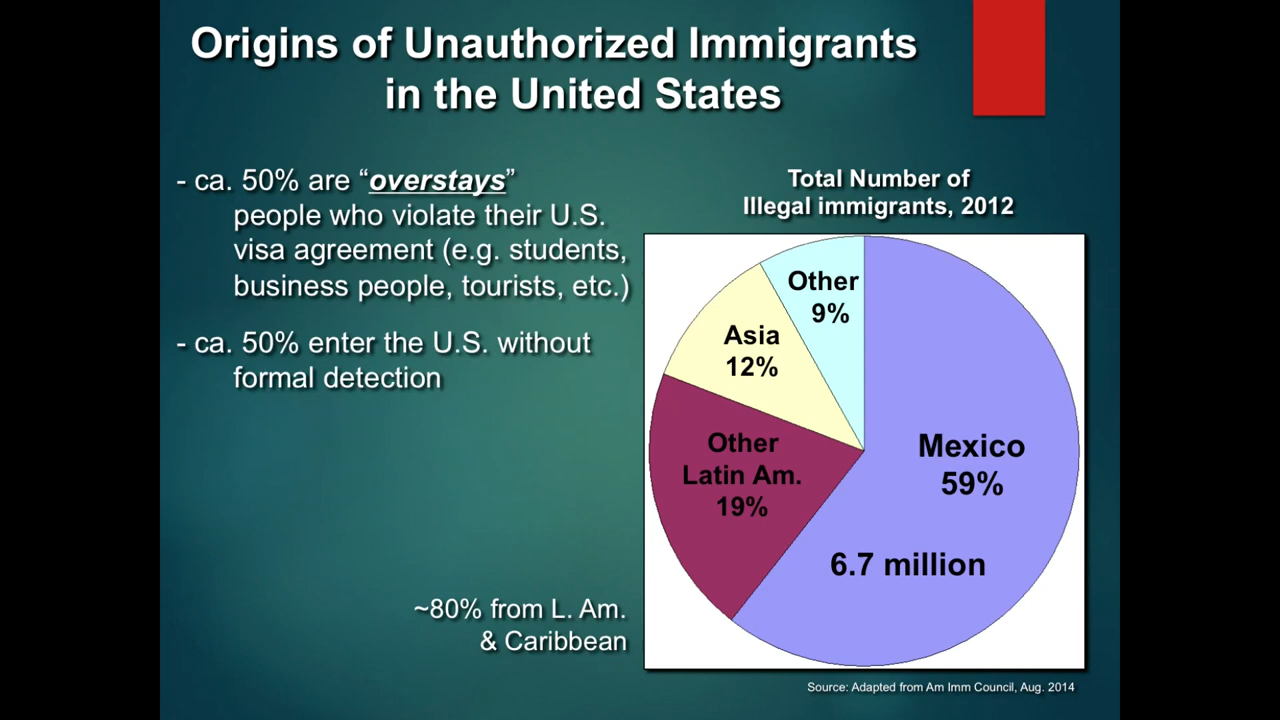 Origins of Unauthorized Immigrants
in the United States
- ca. 50% are “overstays”
people who violate their U.S.
visa agreement (e.g. students,
business people, tourists, etc.)
- ca. 50% enter the U.S. without
formal detection
~80% from L. Am.
& Caribbean
Total Number of
Illegal immigrants, 2012
Other
9%
Asia
12%
Other
Latin Am.
19%
Mexico
59%
6.7 million
Source: Adapted from Am Imm Council, Aug. 2014